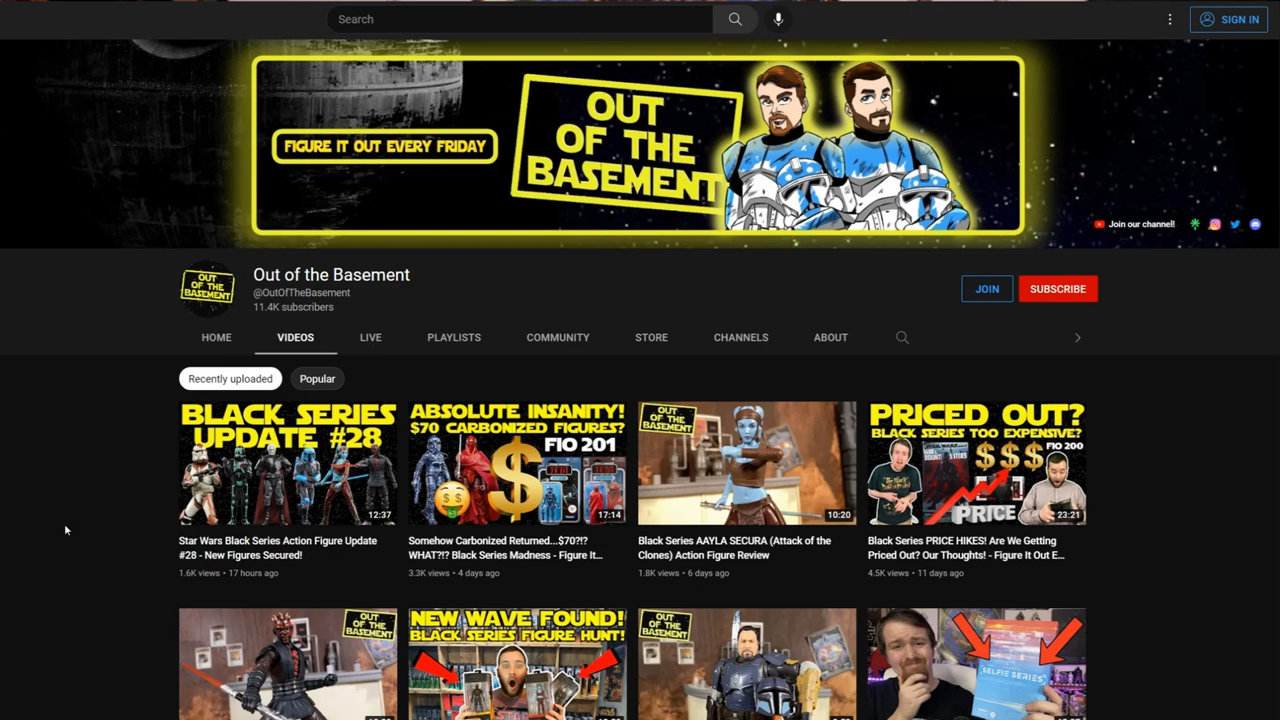 Search
SIGN IN
FIGURE IT OUT EVERY FRIDAY
OUT
OF THE
BASEMENT
Join our channel!
OUT
OF THE
BASEMENT
Out of the Basement
@OutOfTheBasement
11.4K subscribers
JOIN
SUBSCRIBE
HOME
VIDEOS
LIVE
PLAYLISTS
COMMUNITY
STORE
CHANNELS
ABOUT
Recently uploaded
Popular
BLACK SERIES
UPDATE #28
12:37
Star Wars Black Series Action Figure Update
#28 - New Figures Secured!
1.6K views • 17 hours ago
ABSOLUTE INSANITY!
$70 CARBONIZED FIGURES?
FIO 201
17:14
Somehow Carbonized Returned...$70?!?
WHAT?!? Black Series Madness - Figure It...
3.3K views • 4 days ago
OUT
OF THE
BASEMENT
10:20
Black Series AAYLA SECURA (Attack of the
Clones) Action Figure Review
1.8K views • 6 days ago
PRICED OUT?
BLACK SERIES TOO EXPENSIVE?
FIO 200
$$$
PRICE
23:21
Black Series PRICE HIKES! Are We Getting
Priced Out? Our Thoughts! - Figure It Out E...
4.5K views • 11 days ago
OUT
OF THE
BASEMENT
NEW WAVE FOUND!
BLACK SERIES FIGURE HUNT!
OUT
OF THE
BASEMENT
SELFIE SERIES